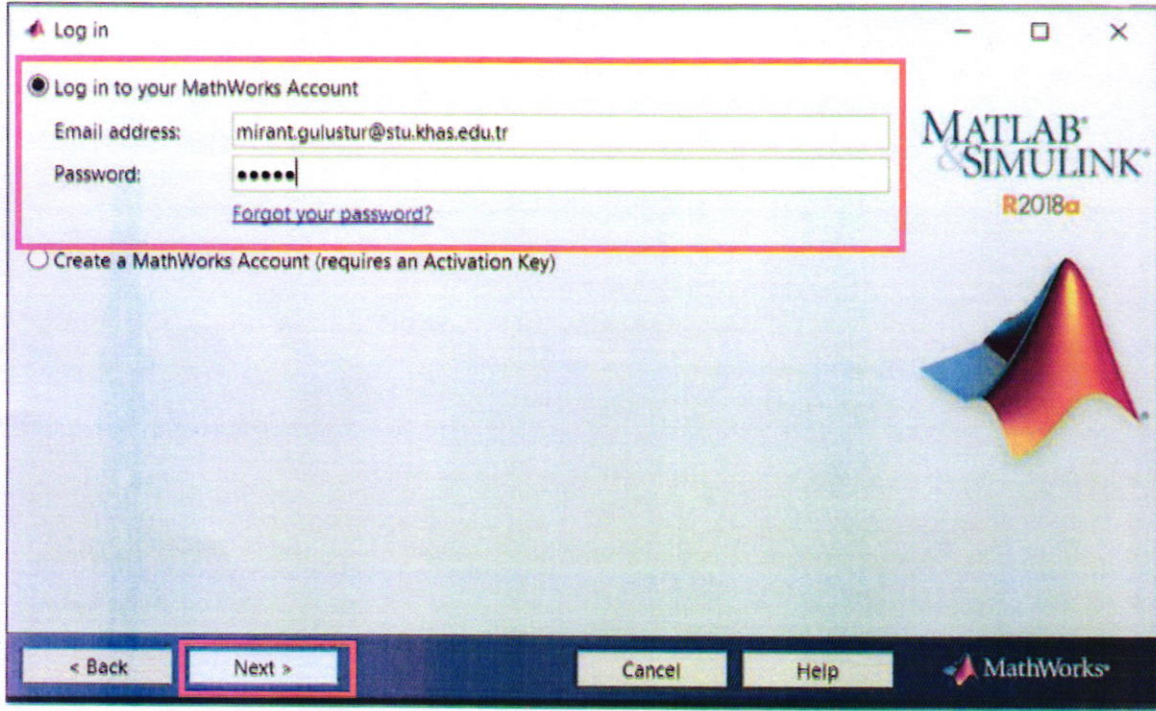 Log in
Log in to your MathWorks Account
Email address: mirant.gulustur@stu.khas.edu.tr
Password: •••••
Forgot your password?
Create a MathWorks Account (requires an Activation Key)
MATLAB®
&SIMULINK®
R2018a
< Back Next > Cancel Help MathWorks®